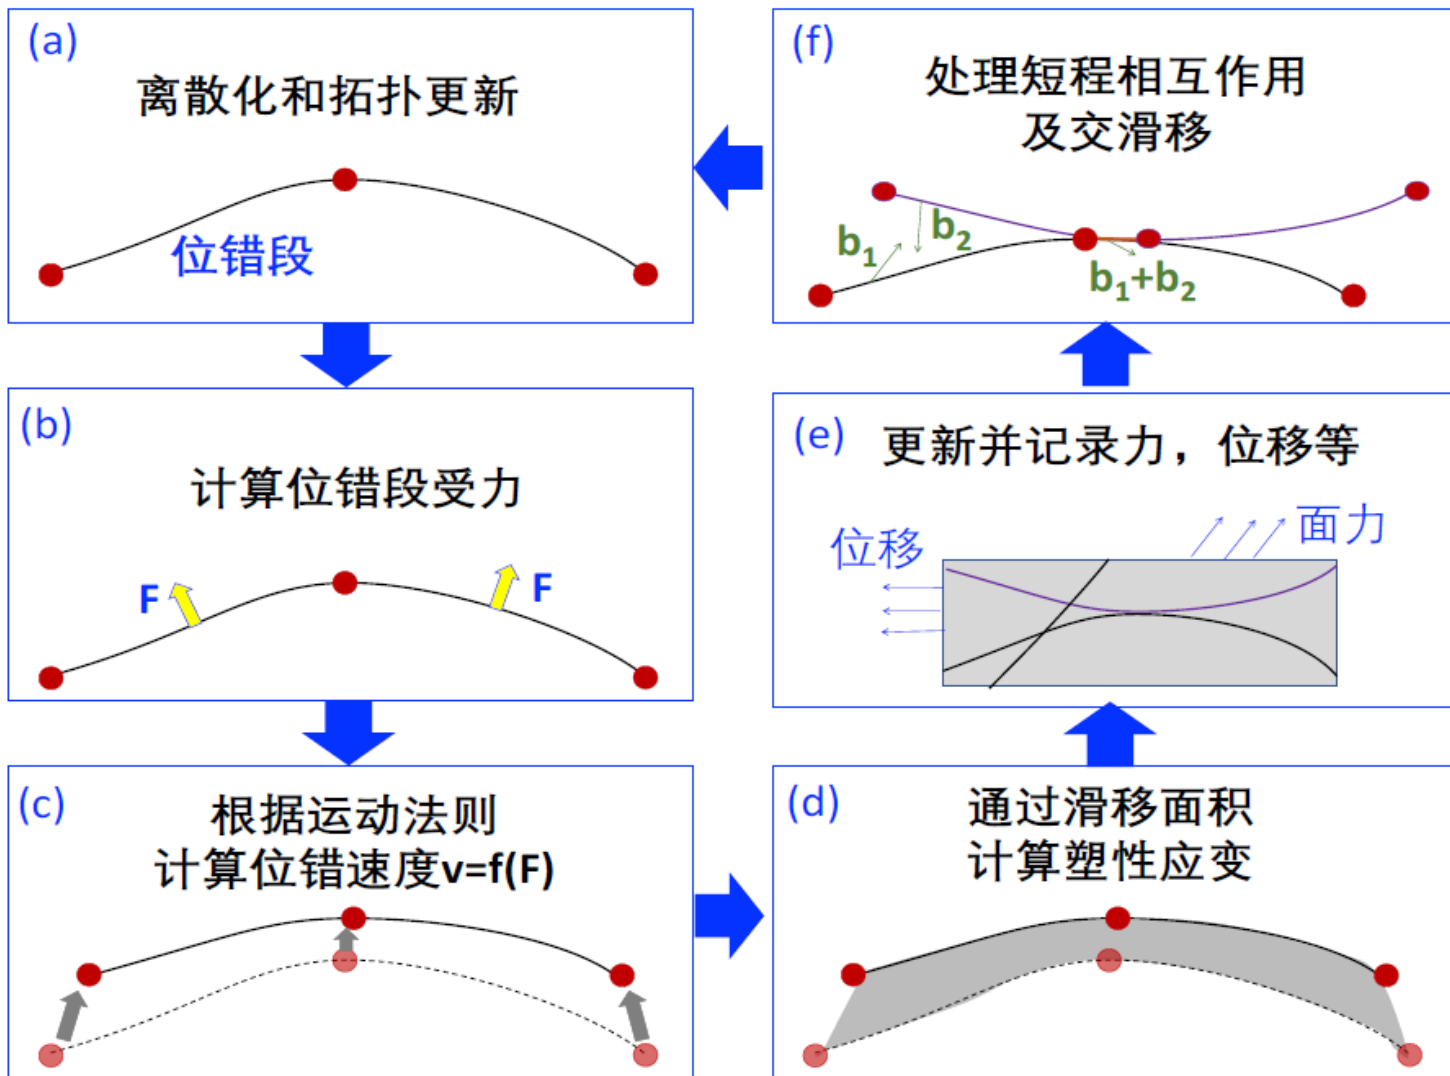 (a)
离散化和拓扑更新
位错段
(b)
计算位错段受力
F
F
(c)
根据运动法则
计算位错速度v=f(F)
(d)
通过滑移面积
计算塑性应变
(e)
更新并记录力，位移等
位移
面力
(f)
处理短程相互作用
及交滑移
b₁
b₂
b₁+b₂